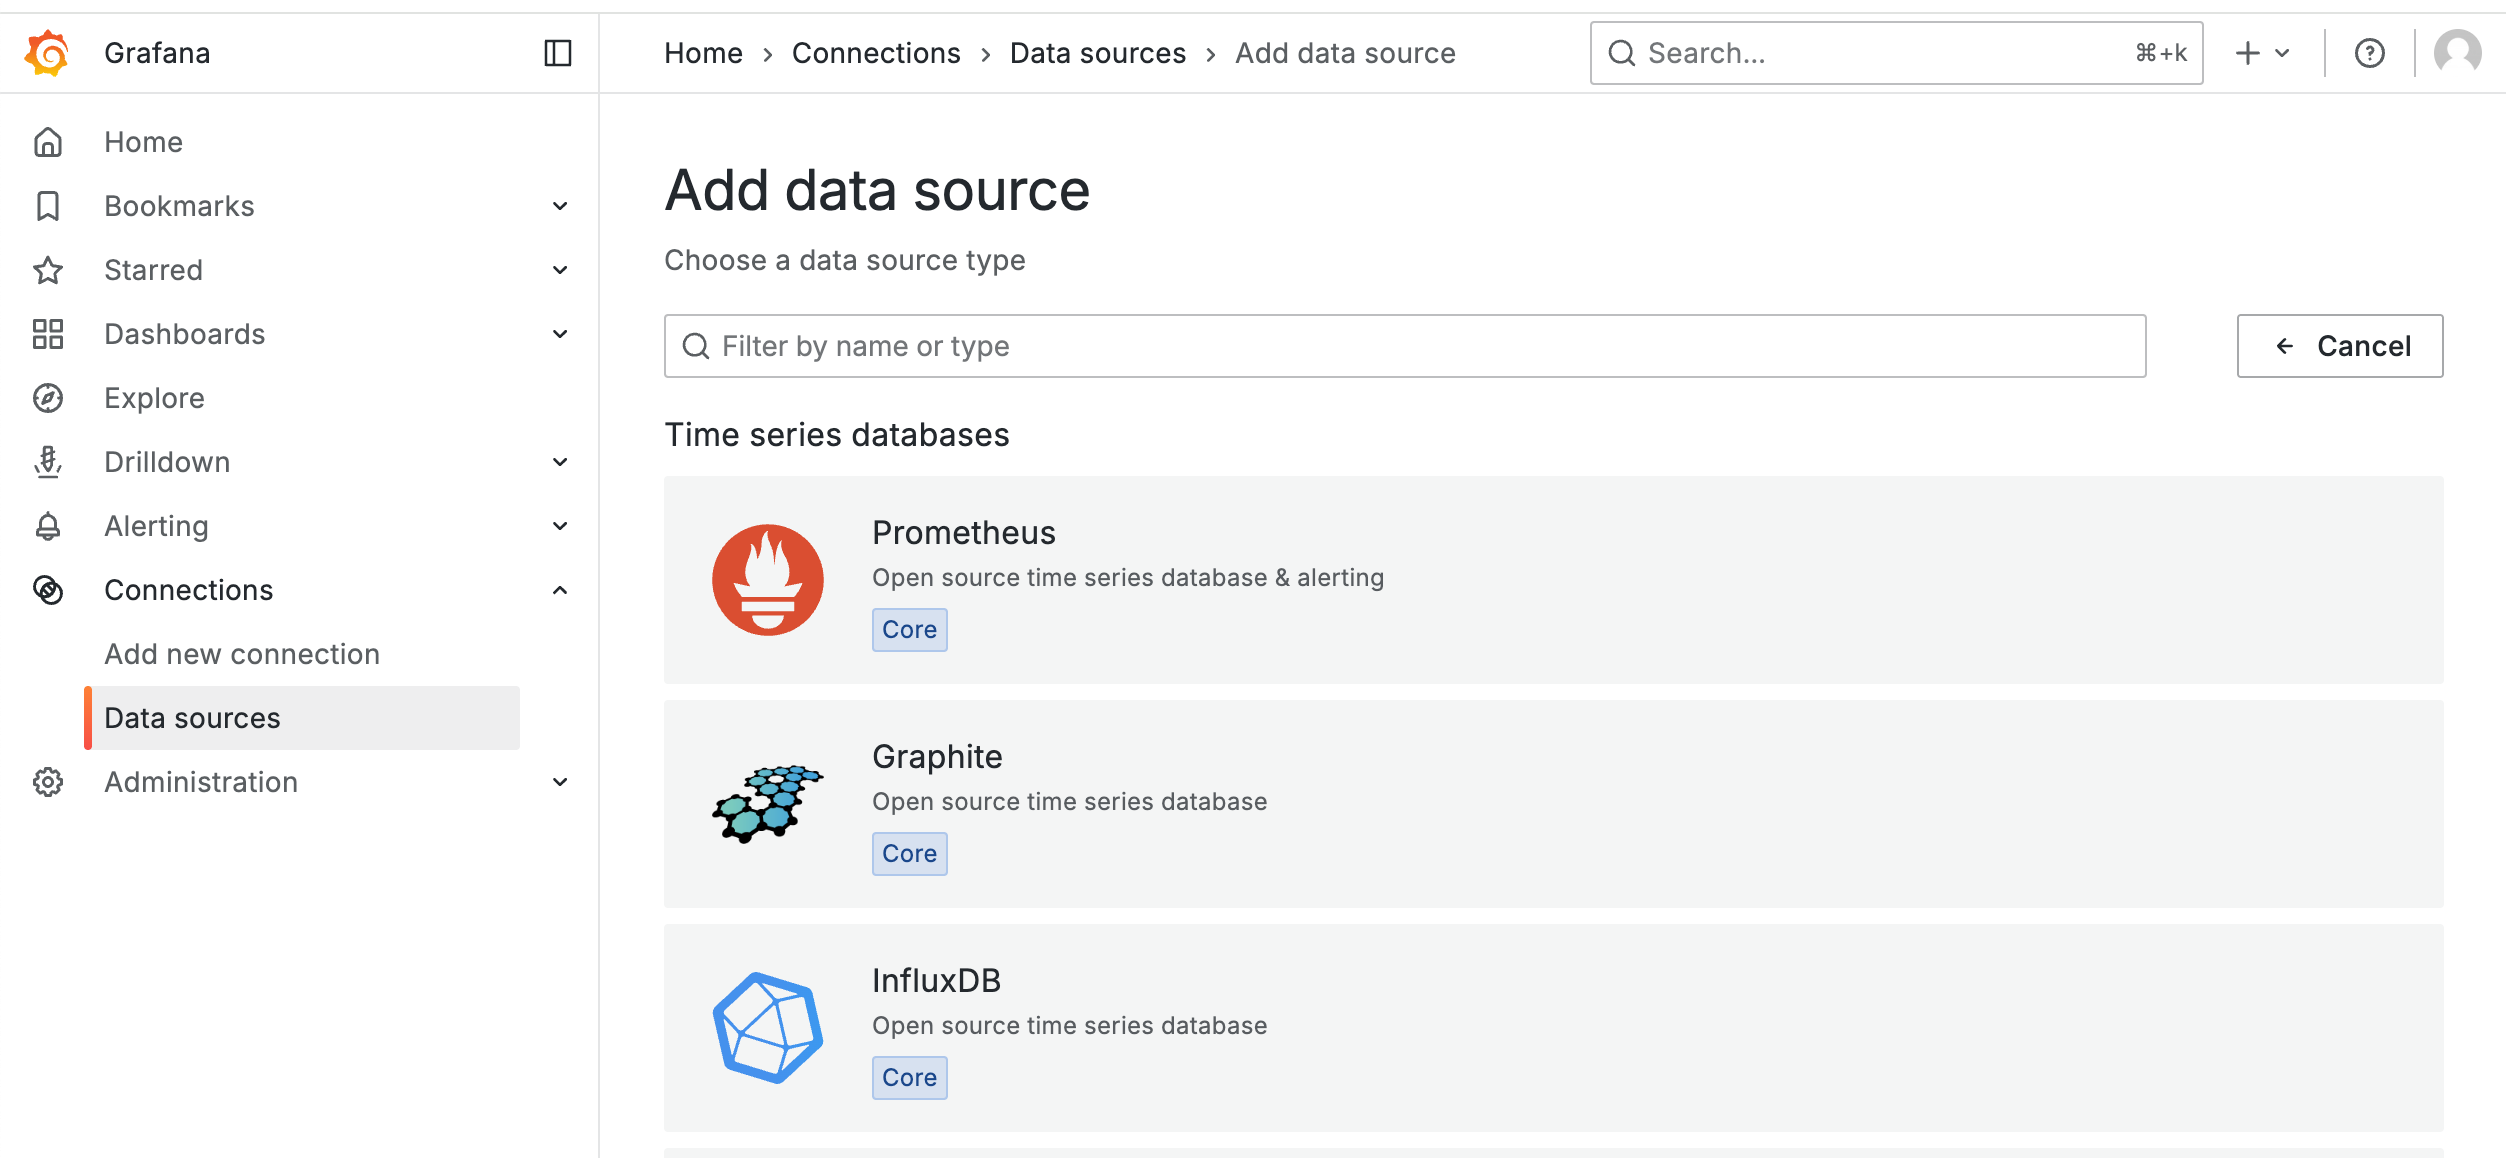 Grafana
Home › Connections › Data sources › Add data source
Search...
⌘+k
Home
Bookmarks
Starred
Dashboards
Explore
Drilldown
Alerting
Connections
Add new connection
Data sources
Administration
Add data source
Choose a data source type
Filter by name or type
Cancel
Time series databases
Prometheus
Open source time series database & alerting
Core
Graphite
Open source time series database
Core
InfluxDB
Open source time series database
Core